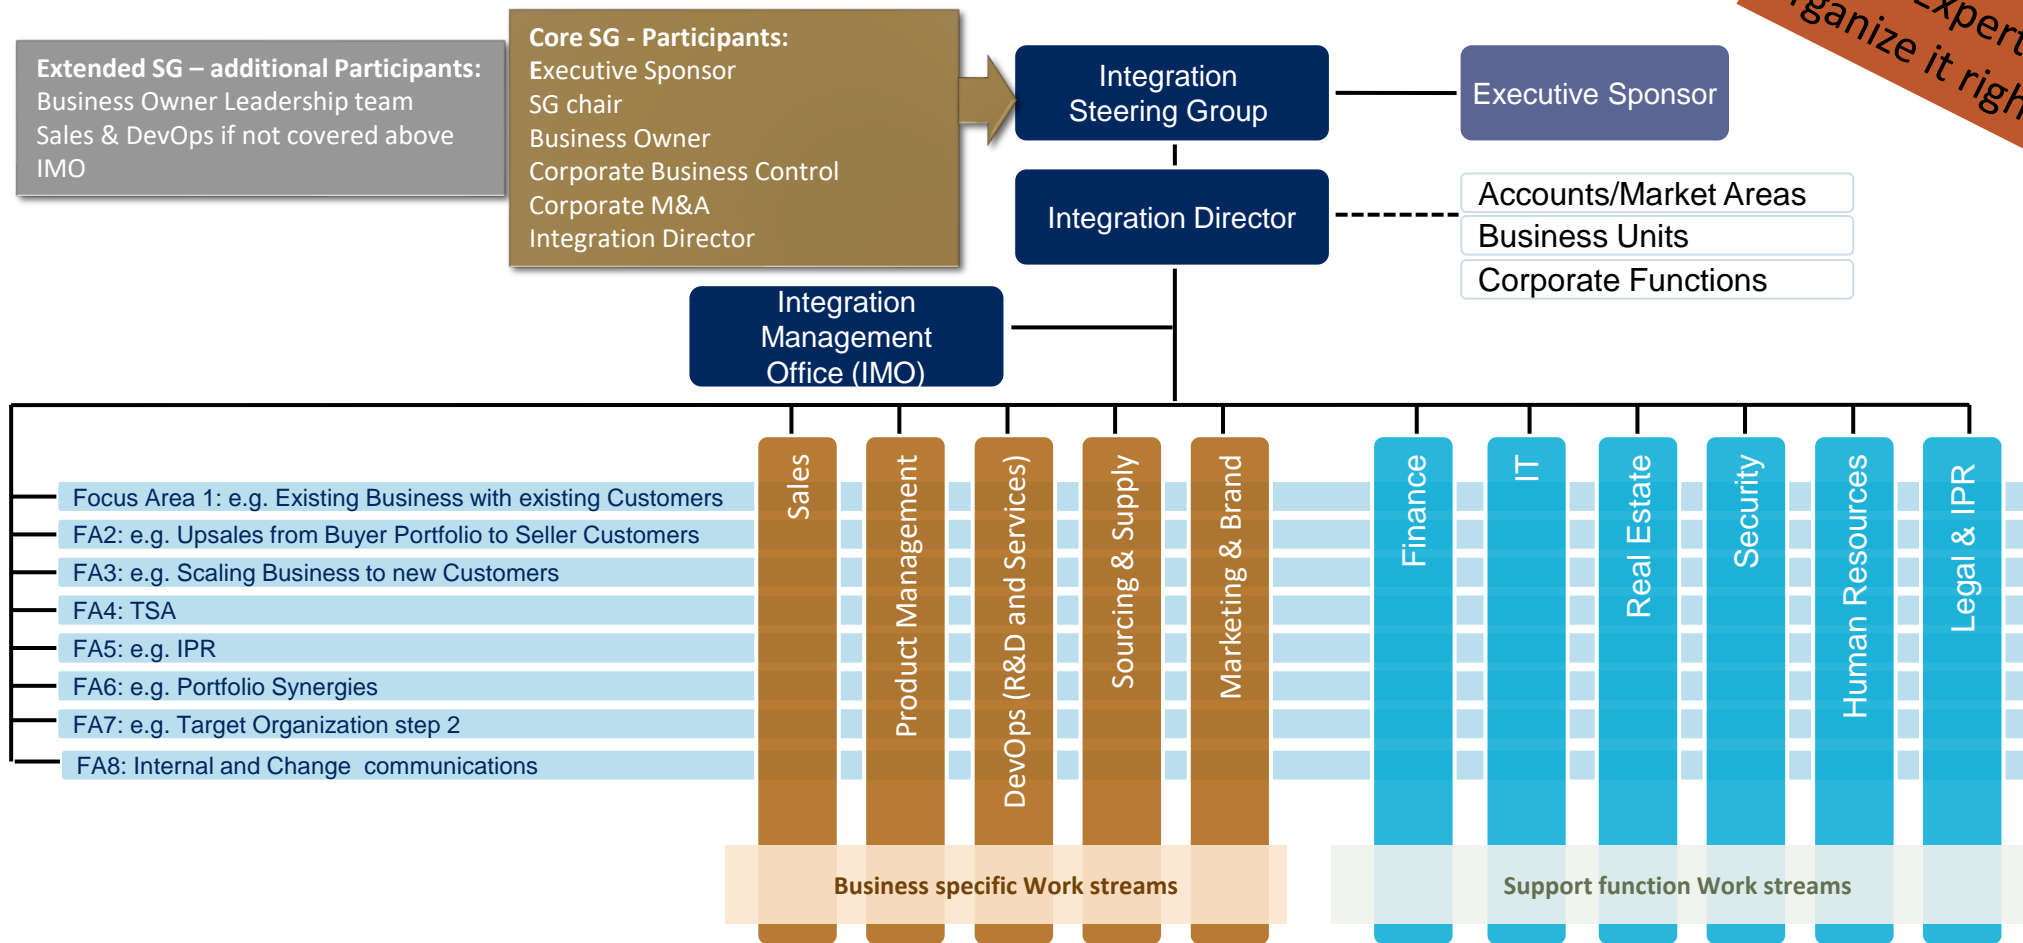 Extended SG – additional Participants:
Business Owner Leadership team
Sales & DevOps if not covered above
IMO
Core SG - Participants:
Executive Sponsor
SG chair
Business Owner
Corporate Business Control
Corporate M&A
Integration Director
Integration
Steering Group
Executive Sponsor
Integration Director
Accounts/Market Areas
Business Units
Corporate Functions
Integration
Management
Office (IMO)
Focus Area 1: e.g. Existing Business with existing Customers
FA2: e.g. Upsales from Buyer Portfolio to Seller Customers
FA3: e.g. Scaling Business to new Customers
FA4: TSA
FA5: e.g. IPR
FA6: e.g. Portfolio Synergies
FA7: e.g. Target Organization step 2
FA8: Internal and Change  communications
Sales
Product Management
DevOps (R&D and Services)
Sourcing & Supply
Marketing & Brand
Finance
IT
Real Estate
Security
Human Resources
Legal & IPR
Business specific Work streams
Support function Work streams
it